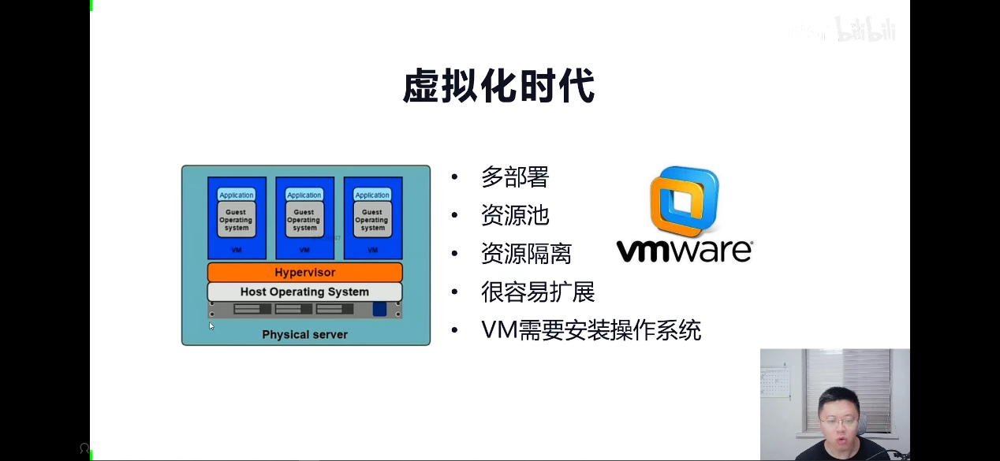 bilibili
虚拟化时代
Application
Application
Application
Guest
Operating
system
Guest
Operating
system
Guest
Operating
system
VM
VM
VM
Hypervisor
Host Operating System
Physical server
• 多部署
• 资源池
• 资源隔离
• 很容易扩展
• VM需要安装操作系统
vmware®